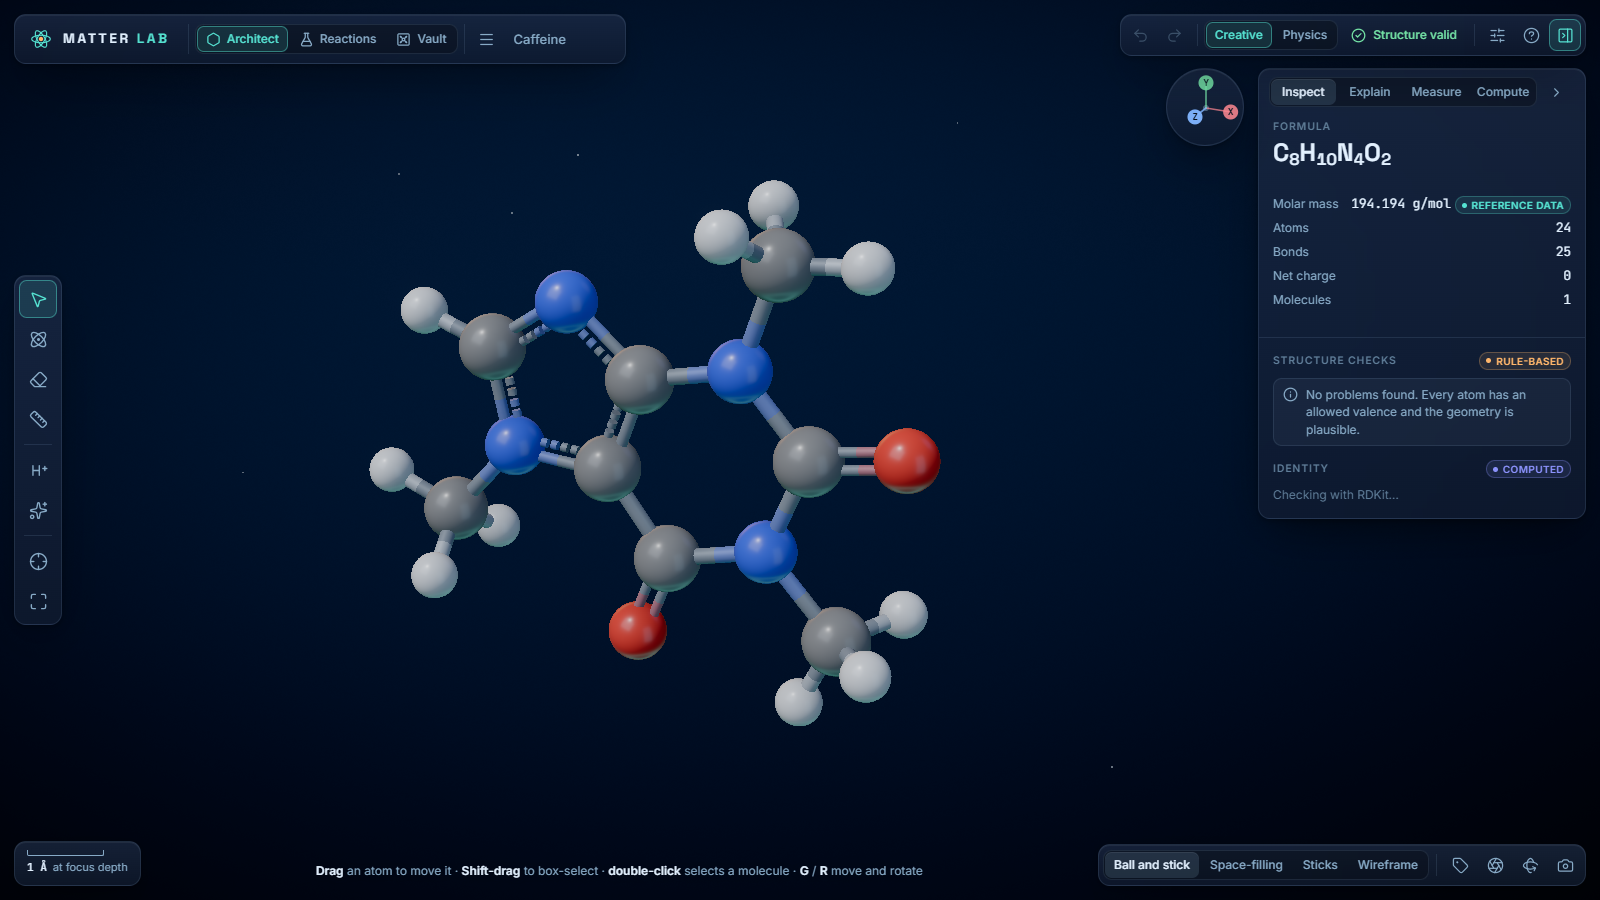 MATTER LAB
Architect
Reactions
Vault
Caffeine
Creative
Physics
Structure valid
Y
X
Z
Inspect
Explain
Measure
Compute
FORMULA
C₈H₁₀N₄O₂
Molar mass 194.194 g/mol REFERENCE DATA
Atoms 24
Bonds 25
Net charge 0
Molecules 1
STRUCTURE CHECKS RULE-BASED
No problems found. Every atom has an
allowed valence and the geometry is
plausible.
IDENTITY COMPUTED
Checking with RDKit...
H⁺
1 Å at focus depth
Drag an atom to move it · Shift-drag to box-select · double-click selects a molecule · G / R move and rotate
Ball and stick
Space-filling
Sticks
Wireframe